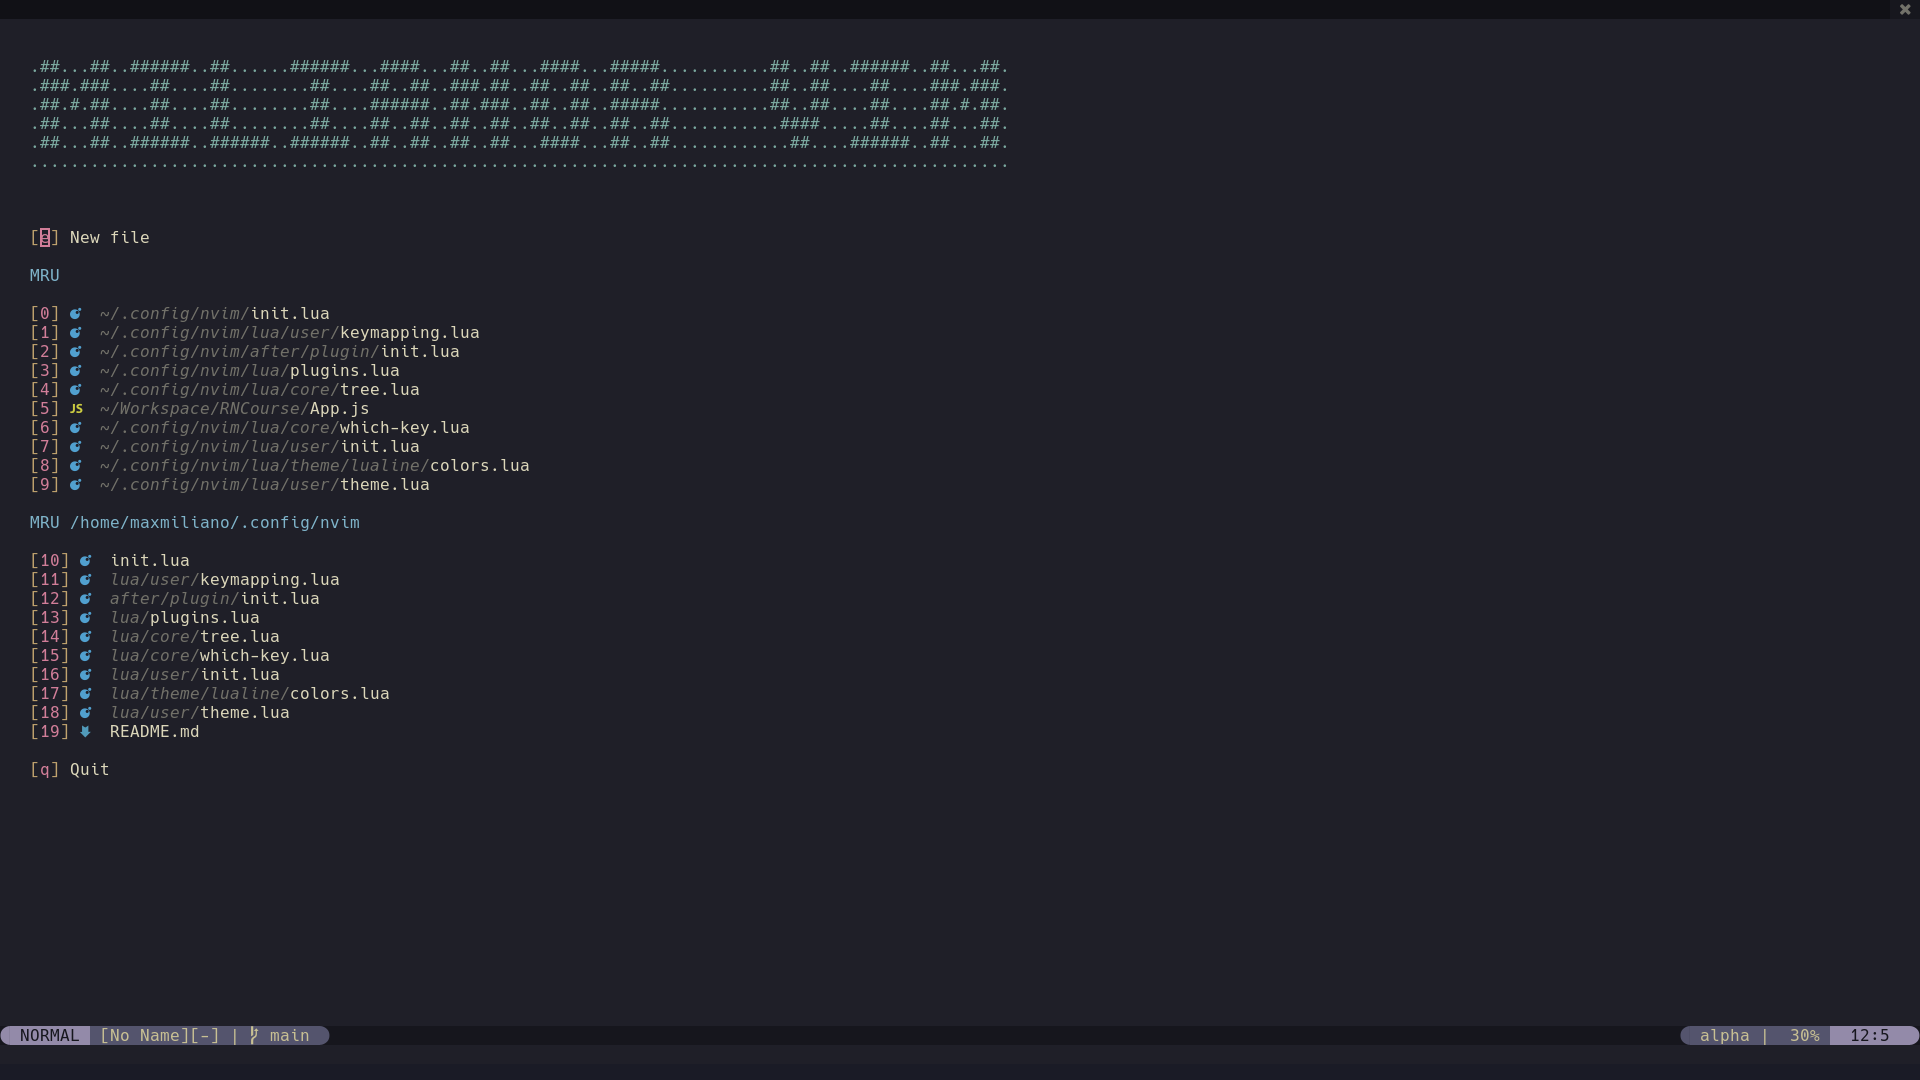 .##...##..######..##......######...####...##..##...####...#####...........##..##..######..##...##.
.###.###....##....##........##....##..##..###.##..##..##..##..##..........##..##....##....###.###.
.##.#.##....##....##........##....######..##.###..##..##..#####...........##..##....##....##.#.##.
.##...##....##....##........##....##..##..##..##..##..##..##..##...........####.....##....##...##.
.##...##..######..######..######..##..##..##..##...####...##..##............##....######..##...##.
..................................................................................................
[e] New file
MRU
[0] ~/.config/nvim/init.lua
[1] ~/.config/nvim/lua/user/keymapping.lua
[2] ~/.config/nvim/after/plugin/init.lua
[3] ~/.config/nvim/lua/plugins.lua
[4] ~/.config/nvim/lua/core/tree.lua
[5] JS ~/Workspace/RNCourse/App.js
[6] ~/.config/nvim/lua/core/which-key.lua
[7] ~/.config/nvim/lua/user/init.lua
[8] ~/.config/nvim/lua/theme/lualine/colors.lua
[9] ~/.config/nvim/lua/user/theme.lua
MRU /home/maxmiliano/.config/nvim
[10] init.lua
[11] lua/user/keymapping.lua
[12] after/plugin/init.lua
[13] lua/plugins.lua
[14] lua/core/tree.lua
[15] lua/core/which-key.lua
[16] lua/user/init.lua
[17] lua/theme/lualine/colors.lua
[18] lua/user/theme.lua
[19] README.md
[q] Quit
NORMAL [No Name][-] | main alpha | 30% 12:5